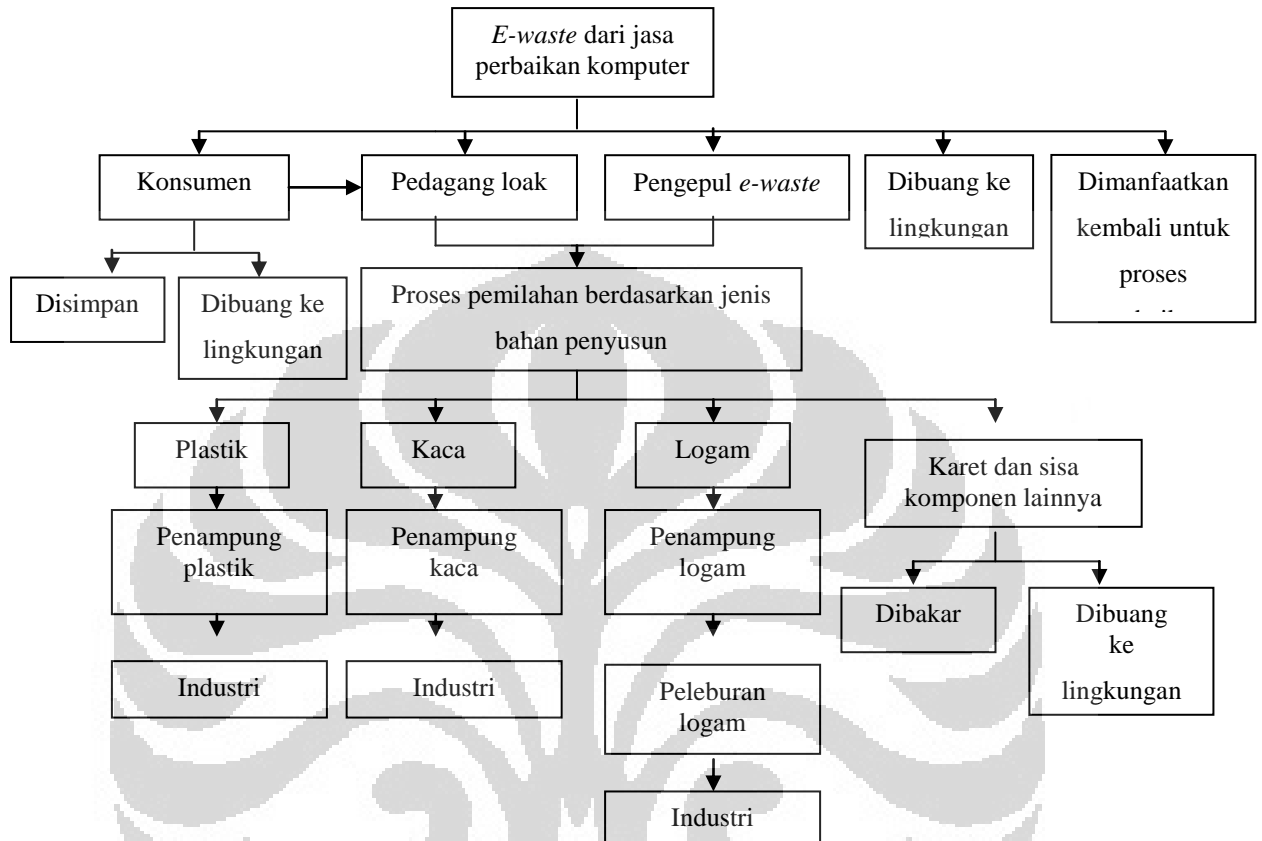 E-waste dari jasa
perbaikan komputer
Konsumen
Pedagang loak
Pengepul e-waste
Dibuang ke
lingkungan
Dimanfaatkan
kembali untuk
proses
Disimpan
Dibuang ke
lingkungan
Proses pemilahan berdasarkan jenis
bahan penyusun
Plastik
Kaca
Logam
Karet dan sisa
komponen lainnya
Penampung
plastik
Penampung
kaca
Penampung
logam
Dibakar
Dibuang
ke
lingkungan
Industri
Industri
Peleburan
logam
Industri